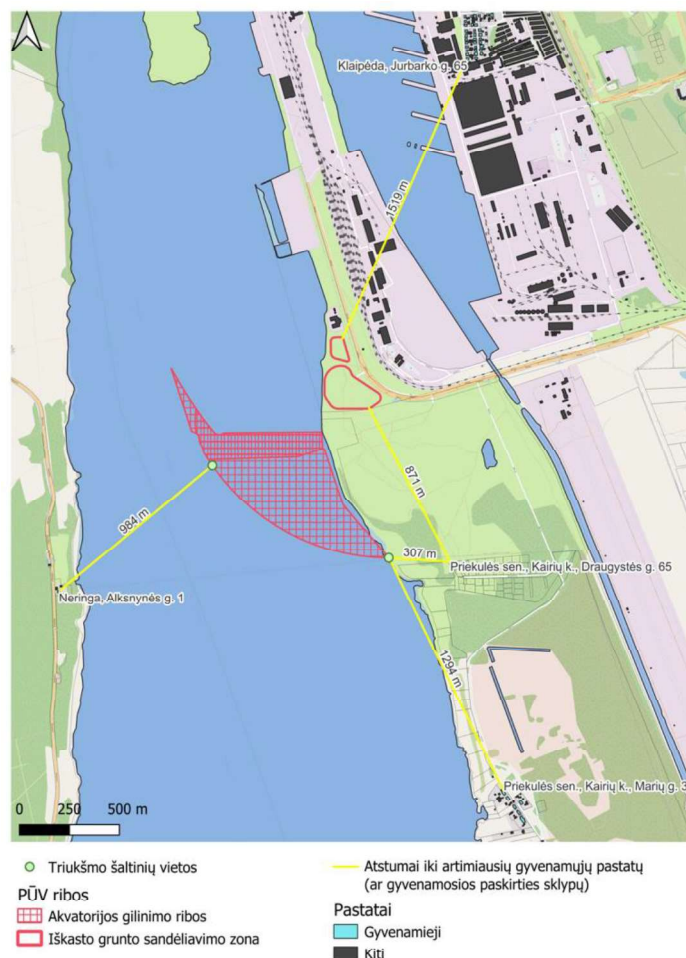 Klaipėda, Jurbarko g. 65
1519 m
871 m
984 m
307 m
Priekulės sen., Kairių k., Draugystės g. 65
Neringa, Alksnynės g. 1
1294 m
Priekulės sen., Kairių k., Marių g. 3
0 250 500 m
Triukšmo šaltinių vietos
PŪV ribos
Akvatorijos gilinimo ribos
Iškasto grunto sandėliavimo zona
Atstumai iki artimiausių gyvenamųjų pastatų
(ar gyvenamosios paskirties sklypų)
Pastatai
Gyvenamieji
Kiti